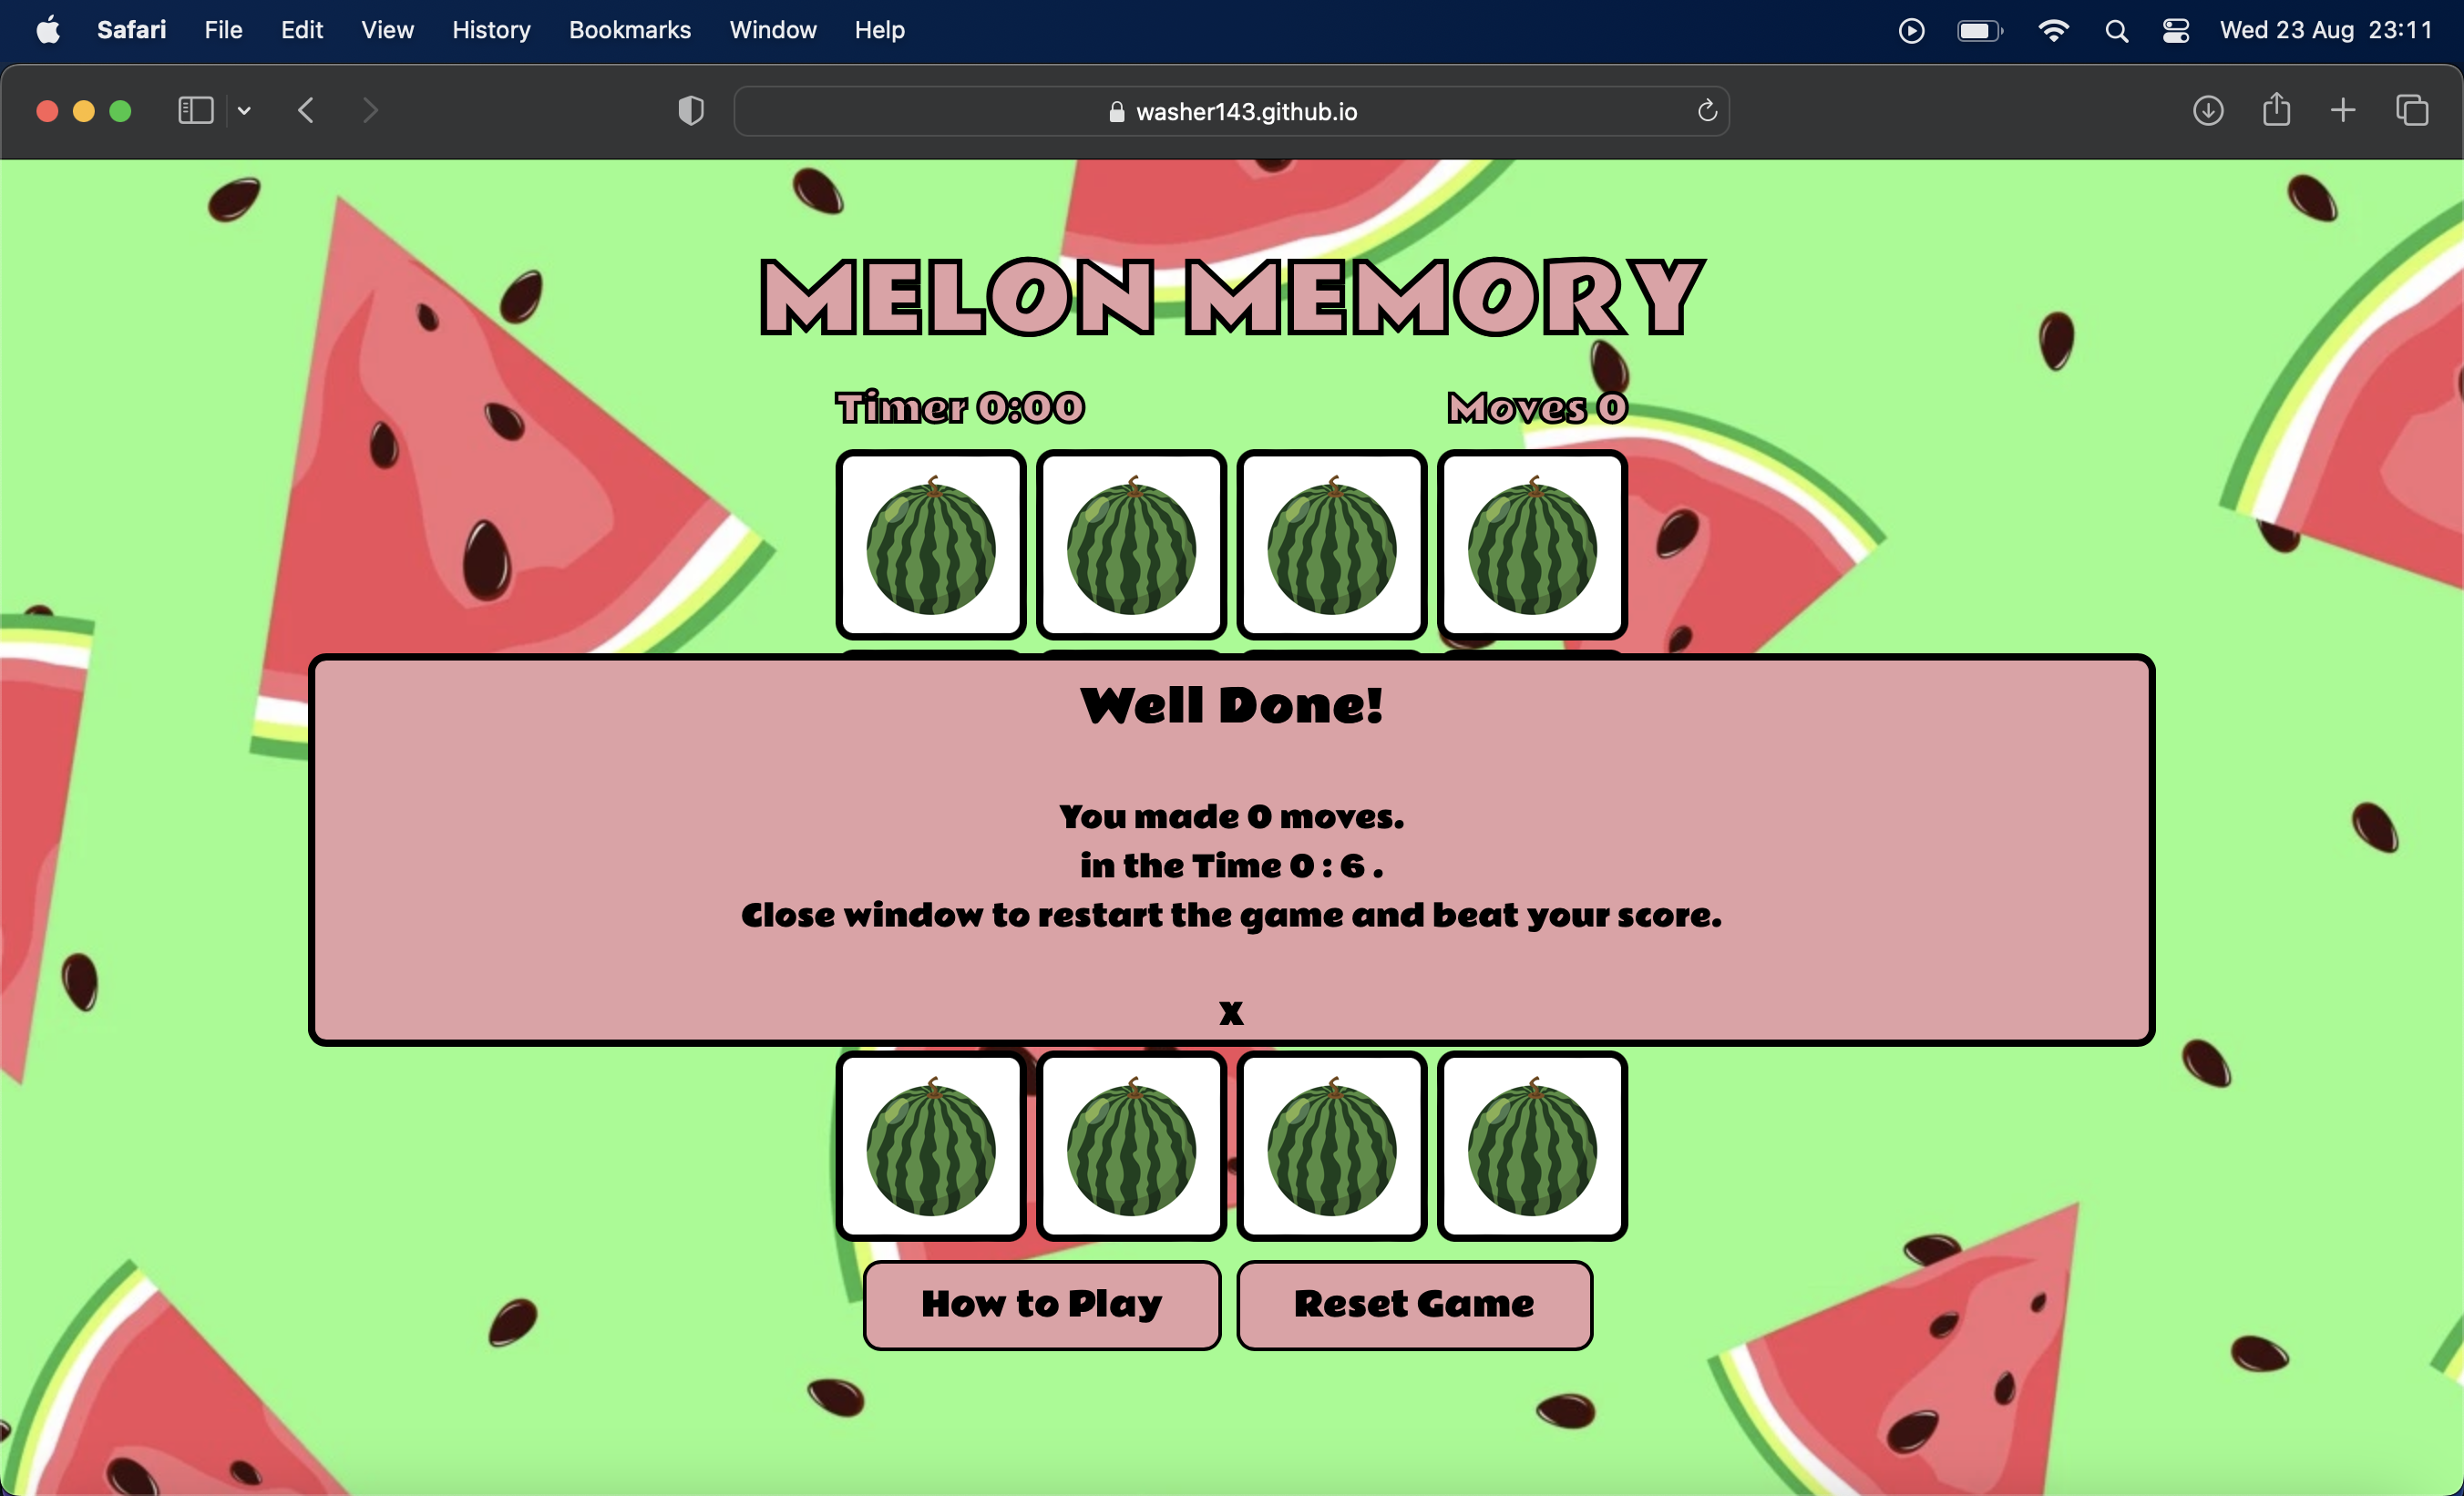 Safari File Edit View History Bookmarks Window Help Wed 23 Aug 23:11
washer143.github.io
MELON MEMORY
Timer 0:00 Moves 0
Well Done!
You made 0 moves.
in the Time 0 : 6 .
Close window to restart the game and beat your score.
X
How to Play Reset Game